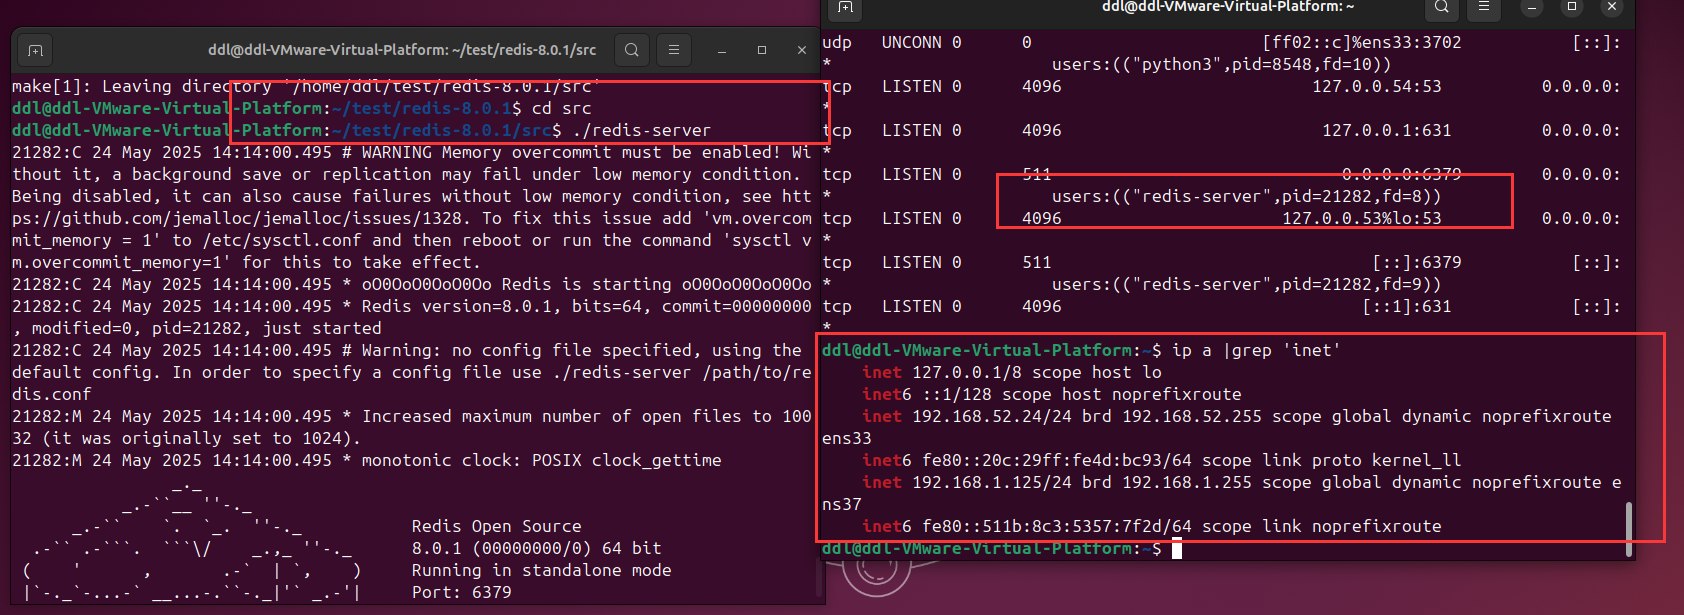 ddl@ddl-VMware-Virtual-Platform: ~/test/redis-8.0.1/src
make[1]: Leaving directory '/home/ddl/test/redis-8.0.1/src'
ddl@ddl-VMware-Virtual-Platform:~/test/redis-8.0.1$ cd src
ddl@ddl-VMware-Virtual-Platform:~/test/redis-8.0.1/src$ ./redis-server
21282:C 24 May 2025 14:14:00.495 # WARNING Memory overcommit must be enabled! Wi
thout it, a background save or replication may fail under low memory condition.
Being disabled, it can also cause failures without low memory condition, see htt
ps://github.com/jemalloc/jemalloc/issues/1328. To fix this issue add 'vm.overcom
mit_memory = 1' to /etc/sysctl.conf and then reboot or run the command 'sysctl v
m.overcommit_memory=1' for this to take effect.
21282:C 24 May 2025 14:14:00.495 * oO0OoO0OoO0Oo Redis is starting oO0OoO0OoO0Oo
21282:C 24 May 2025 14:14:00.495 * Redis version=8.0.1, bits=64, commit=00000000
, modified=0, pid=21282, just started
21282:C 24 May 2025 14:14:00.495 # Warning: no config file specified, using the
default config. In order to specify a config file use ./redis-server /path/to/re
dis.conf
21282:M 24 May 2025 14:14:00.495 * Increased maximum number of open files to 100
32 (it was originally set to 1024).
21282:M 24 May 2025 14:14:00.495 * monotonic clock: POSIX clock_gettime
Redis Open Source
8.0.1 (00000000/0) 64 bit
Running in standalone mode
Port: 6379
ddl@ddl-VMware-Virtual-Platform: ~
udp UNCONN 0 0 [ff02::c]%ens33:3702 [::]:
* users:(("python3",pid=8548,fd=10))
tcp LISTEN 0 4096 127.0.0.54:53 0.0.0.0:
*
tcp LISTEN 0 4096 127.0.0.1:631 0.0.0.0:
*
tcp LISTEN 0 511 0.0.0.0:6379 0.0.0.0:
* users:(("redis-server",pid=21282,fd=8))
tcp LISTEN 0 4096 127.0.0.53%lo:53 0.0.0.0:
*
tcp LISTEN 0 511 [::]:6379 [::]:
* users:(("redis-server",pid=21282,fd=9))
tcp LISTEN 0 4096 [::1]:631 [::]:
*
ddl@ddl-VMware-Virtual-Platform:~$ ip a |grep 'inet'
inet 127.0.0.1/8 scope host lo
inet6 ::1/128 scope host noprefixroute
inet 192.168.52.24/24 brd 192.168.52.255 scope global dynamic noprefixroute
ens33
inet6 fe80::20c:29ff:fe4d:bc93/64 scope link proto kernel_ll
inet 192.168.1.125/24 brd 192.168.1.255 scope global dynamic noprefixroute e
ns37
inet6 fe80::511b:8c3:5357:7f2d/64 scope link noprefixroute
ddl@ddl-VMware-Virtual-Platform:~$